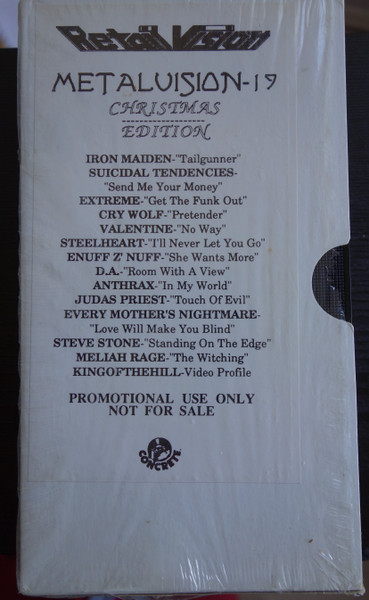 Retail Vision
METALVISION-19
CHRISTMAS
EDITION
IRON MAIDEN-"Tailgunner"
SUICIDAL TENDENCIES-
"Send Me Your Money"
EXTREME-"Get The Funk Out"
CRY WOLF-"Pretender"
VALENTINE-"No Way"
STEELHEART-"I'll Never Let You Go"
ENUFF Z' NUFF-"She Wants More"
D.A.-"Room With A View"
ANTHRAX-"In My World"
JUDAS PRIEST-"Touch Of Evil"
EVERY MOTHER'S NIGHTMARE-
"Love Will Make You Blind"
STEVE STONE-"Standing On The Edge"
MELIAH RAGE-"The Witching"
KINGOFTHEHILL-Video Profile
PROMOTIONAL USE ONLY
NOT FOR SALE
CONCRETE